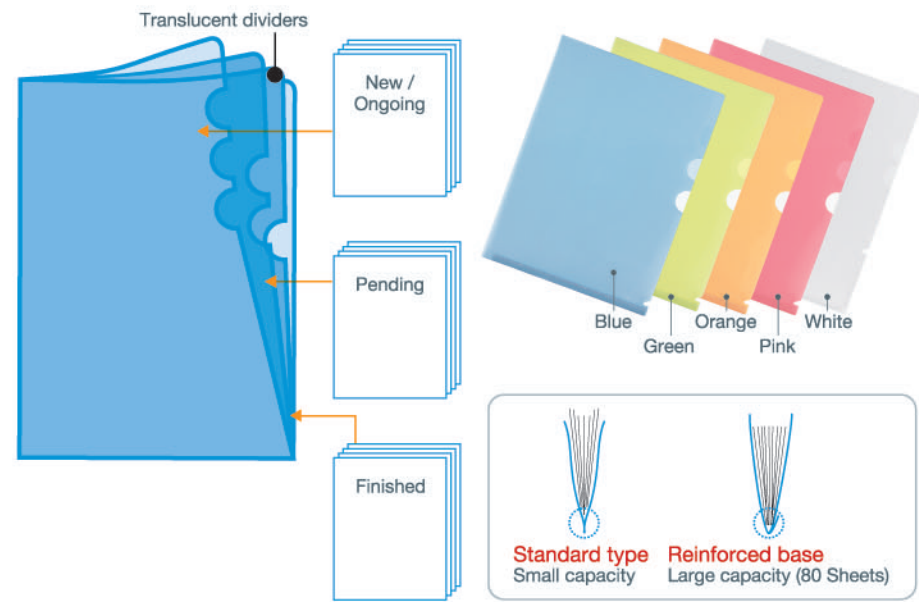 Translucent dividers
New /
Ongoing
Pending
Finished
Blue
Green
Orange
Pink
White
Standard type
Small capacity
Reinforced base
Large capacity (80 Sheets)